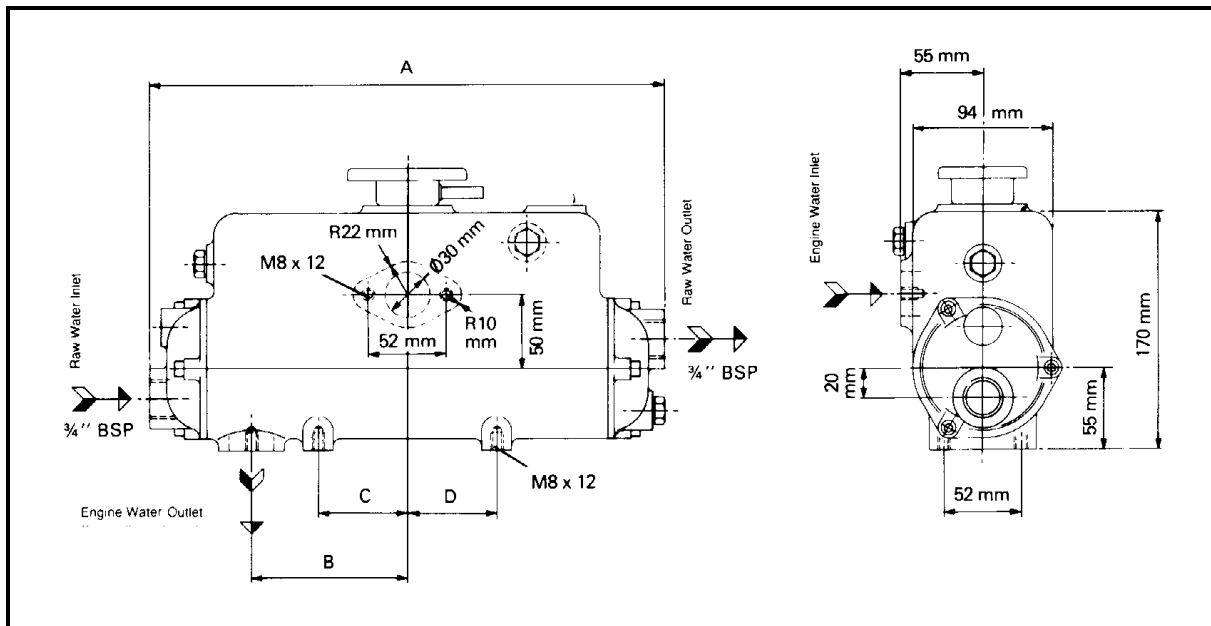 A
R22 mm
Ø30 mm
M8 x 12
Raw Water Inlet
Raw Water Outlet
52 mm
R10
mm
50 mm
¾'' BSP
¾'' BSP
M8 x 12
C
D
Engine Water Outlet
B
55 mm
94 mm
Engine Water Inlet
170 mm
20
mm
55 mm
52 mm